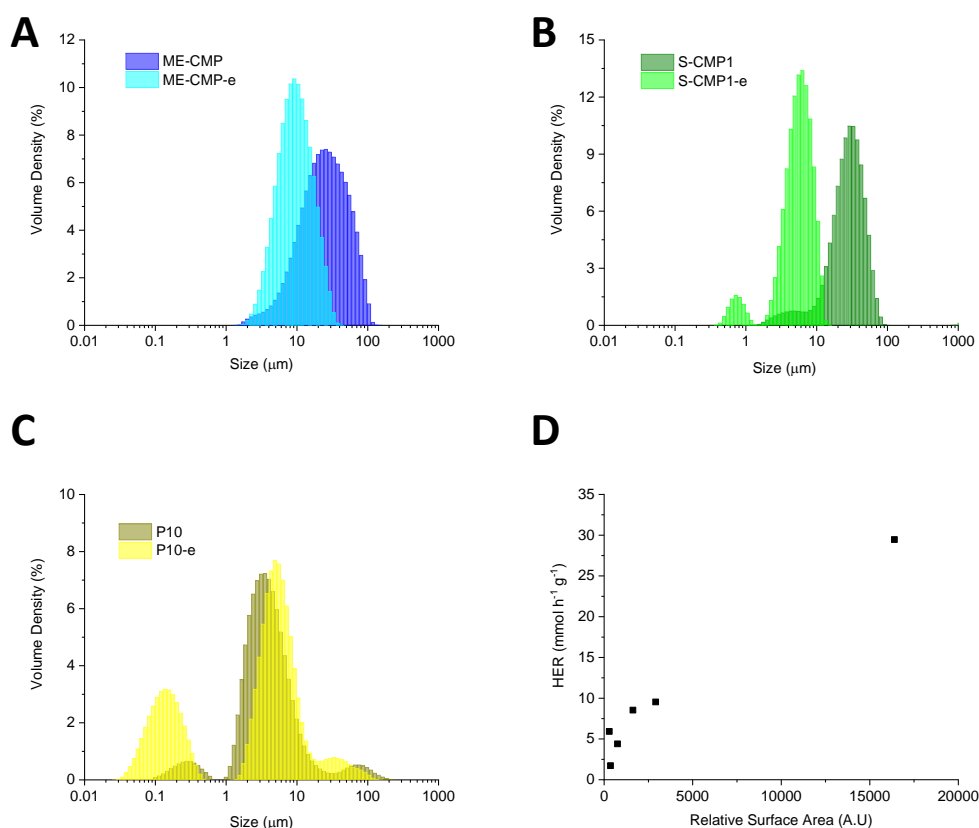 A
12
10
8
6
4
2
0
0.01 0.1 1 10 100 1000
Volume Density (%)
Size (μm)
ME-CMP
ME-CMP-e
B
15
12
9
6
3
0
0.01 0.1 1 10 100 1000
Volume Density (%)
Size (μm)
S-CMP1
S-CMP1-e
C
10
8
6
4
2
0
0.01 0.1 1 10 100 1000
Volume Density (%)
Size (μm)
P10
P10-e
D
35
30
25
20
15
10
5
0
0 5000 10000 15000 20000
HER (mmol h⁻¹ g⁻¹)
Relative Surface Area (A.U)